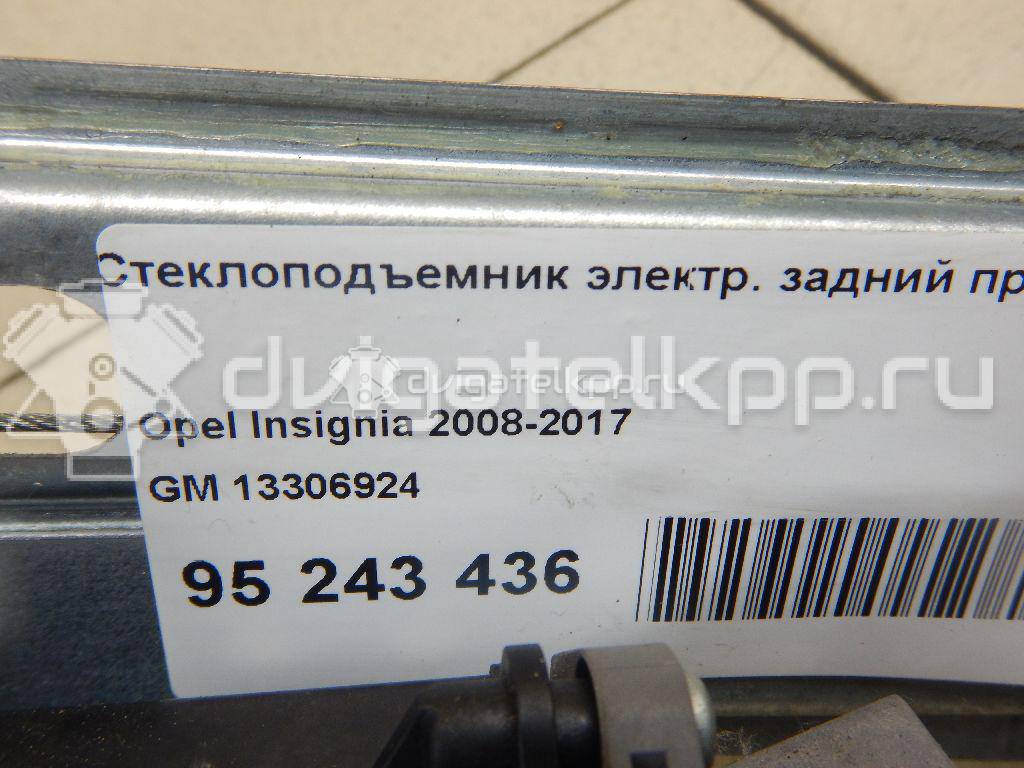 Стеклоподъемник электр. задний пр
dvigatelkpp.ru
dvigatelkpp.ru
Opel Insignia 2008-2017
GM 13306924
95 243 436